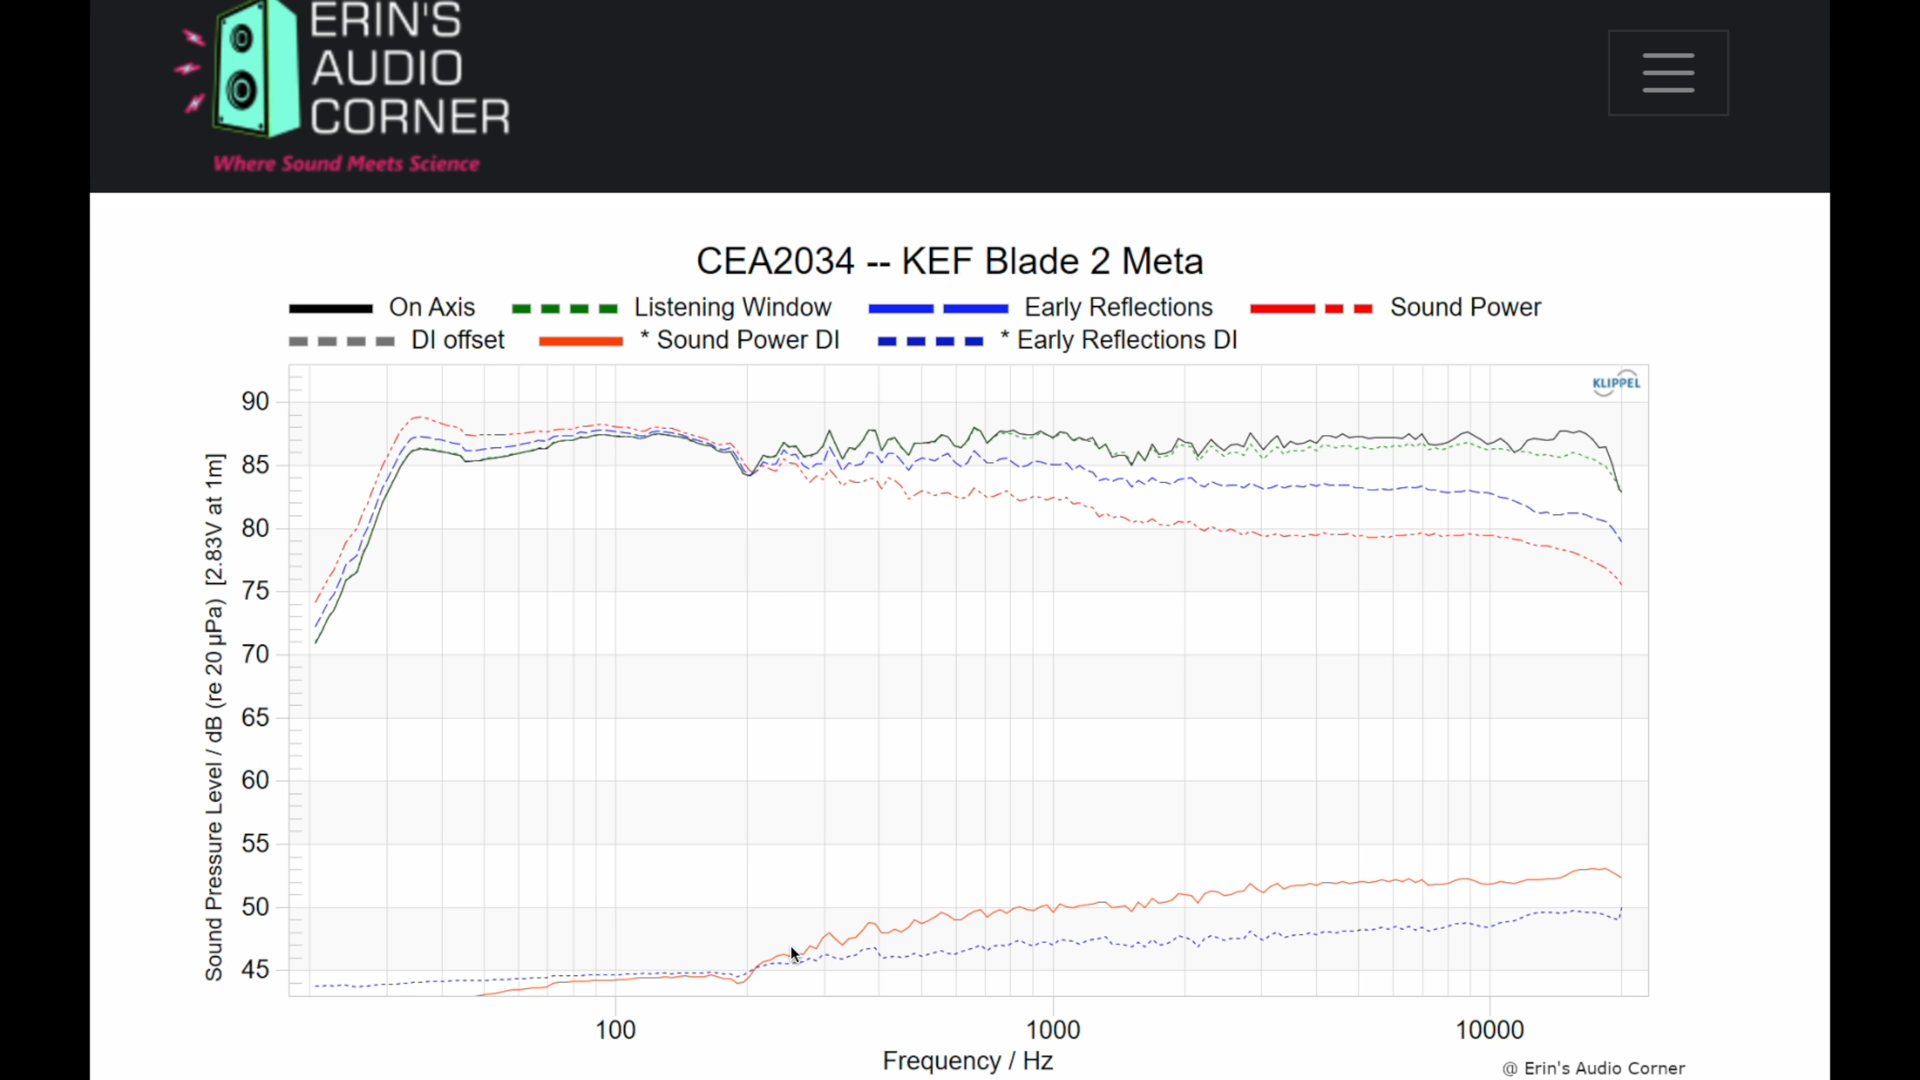 ERIN'S
AUDIO
CORNER
Where Sound Meets Science
CEA2034 -- KEF Blade 2 Meta
On Axis Listening Window Early Reflections Sound Power
DI offset * Sound Power DI * Early Reflections DI
KLIPPEL
Sound Pressure Level / dB (re 20 µPa) [2.83V at 1m]
90
85
80
75
70
65
60
55
50
45
100 1000 10000
Frequency / Hz
@ Erin's Audio Corner